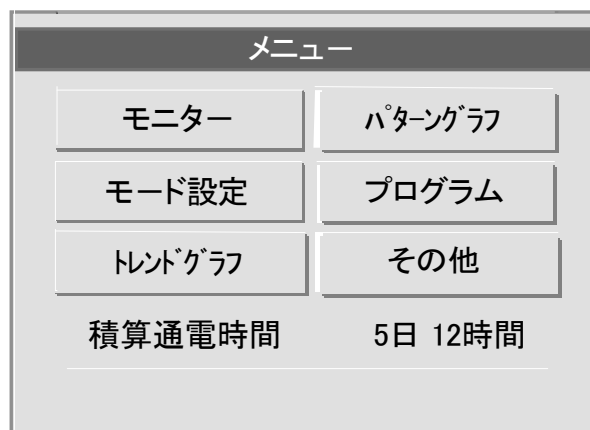 メニュー
モニター ﾊﾟﾀｰﾝｸﾞﾗﾌ
モード設定 プログラム
ﾄﾚﾝﾄﾞｸﾞﾗﾌ その他
積算通電時間 5日 12時間